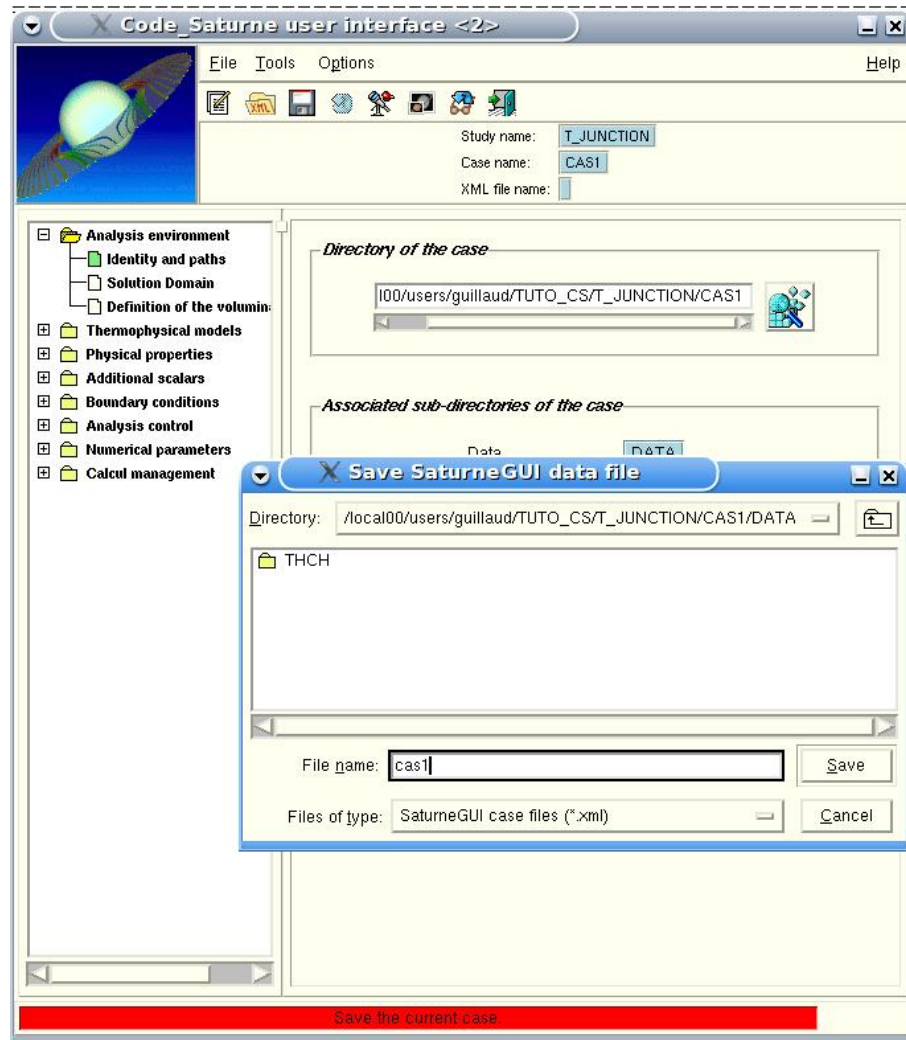 Code_Saturne user interface <2>
File Tools Options Help
Study name: T_JUNCTION
Case name: CAS1
XML file name:
Analysis environment
Identity and paths
Solution Domain
Definition of the volumin
Thermophysical models
Physical properties
Additional scalars
Boundary conditions
Analysis control
Numerical parameters
Calcul management
Directory of the case
l00/users/guillaud/TUTO_CS/T_JUNCTION/CAS1
Associated sub-directories of the case
Data DATA
Save SaturneGUI data file
Directory: /local00/users/guillaud/TUTO_CS/T_JUNCTION/CAS1/DATA
THCH
File name: cas1 Save
Files of type: SaturneGUI case files (*.xml) Cancel
Save the current case.